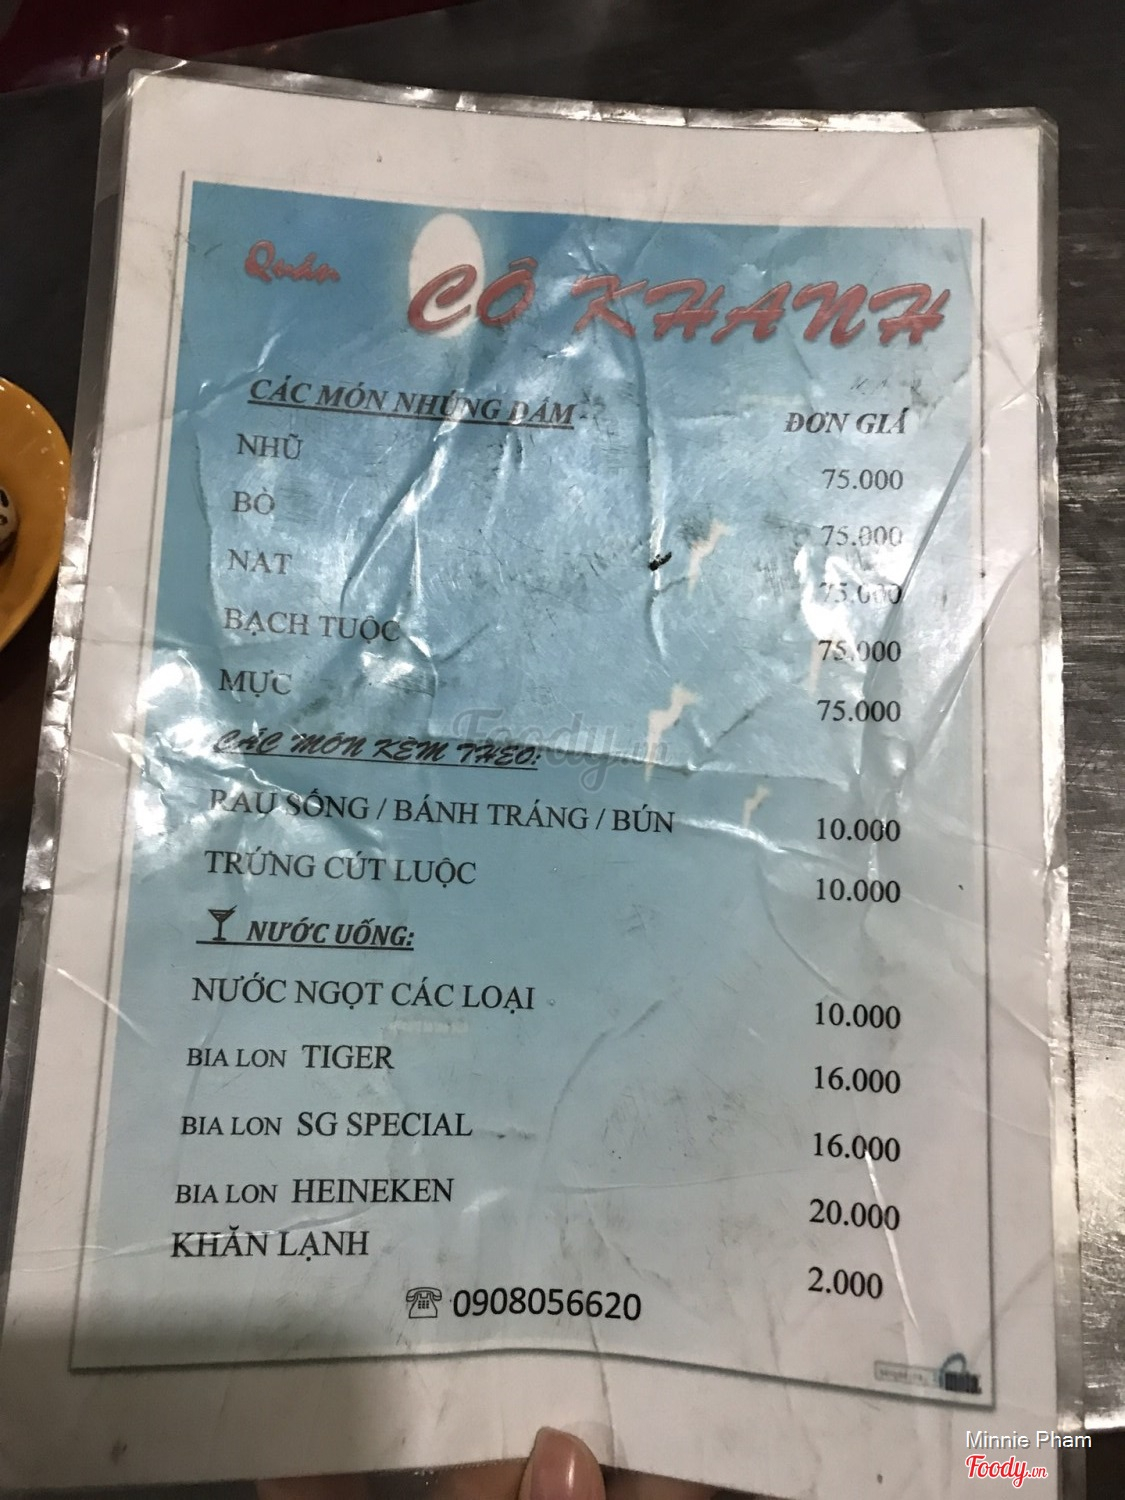 Quán
CÔ KHANH
CÁC MÓN NHÚNG DẤM
ĐƠN GIÁ
NHŨ 75.000
BÒ 75.000
NẠT 75.000
BẠCH TUỘC 75.000
MỰC 75.000
CÁC MÓN KÈM THEO:
RAU SỐNG / BÁNH TRÁNG / BÚN 10.000
TRỨNG CÚT LUỘC 10.000
NƯỚC UỐNG:
NƯỚC NGỌT CÁC LOẠI 10.000
BIA LON TIGER 16.000
BIA LON SG SPECIAL 16.000
BIA LON HEINEKEN 20.000
KHĂN LẠNH 2.000
0908056620
Foody.vn
Minnie Pham
Foody.vn